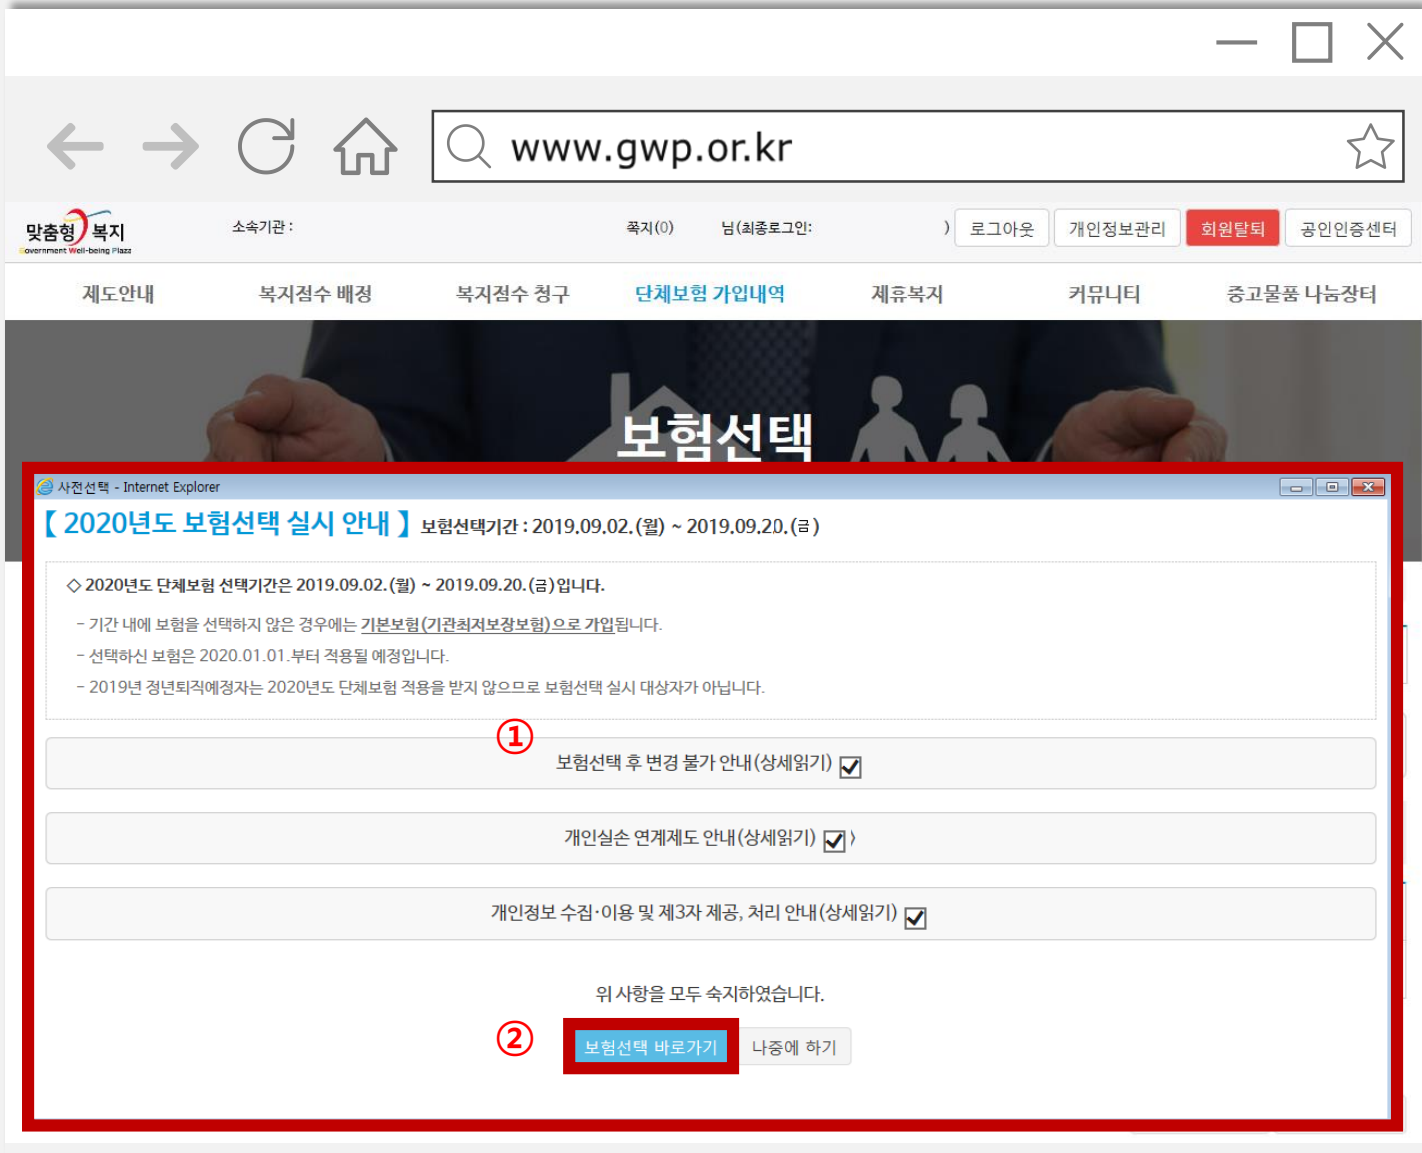 www.gwp.or.kr
맞춤형 복지
Government Well-being Plaza
소속기관 :
쪽지(0) 님(최종로그인: )
로그아웃 개인정보관리 회원탈퇴 공인인증센터
제도안내 복지점수 배정 복지점수 청구 단체보험 가입내역 제휴복지 커뮤니티 중고물품 나눔장터
보험선택
사전선택 - Internet Explorer
【 2020년도 보험선택 실시 안내 】 보험선택기간 : 2019.09.02.(월) ~ 2019.09.20.(금)
◇ 2020년도 단체보험 선택기간은 2019.09.02.(월) ~ 2019.09.20.(금)입니다.
- 기간 내에 보험을 선택하지 않은 경우에는 기본보험(기관최저보장보험)으로 가입됩니다.
- 선택하신 보험은 2020.01.01.부터 적용될 예정입니다.
- 2019년 정년퇴직예정자는 2020년도 단체보험 적용을 받지 않으므로 보험선택 실시 대상자가 아닙니다.
①
보험선택 후 변경 불가 안내(상세읽기)
개인실손 연계제도 안내(상세읽기) 〉
개인정보 수집·이용 및 제3자 제공, 처리 안내(상세읽기)
위 사항을 모두 숙지하였습니다.
② 보험선택 바로가기 나중에 하기